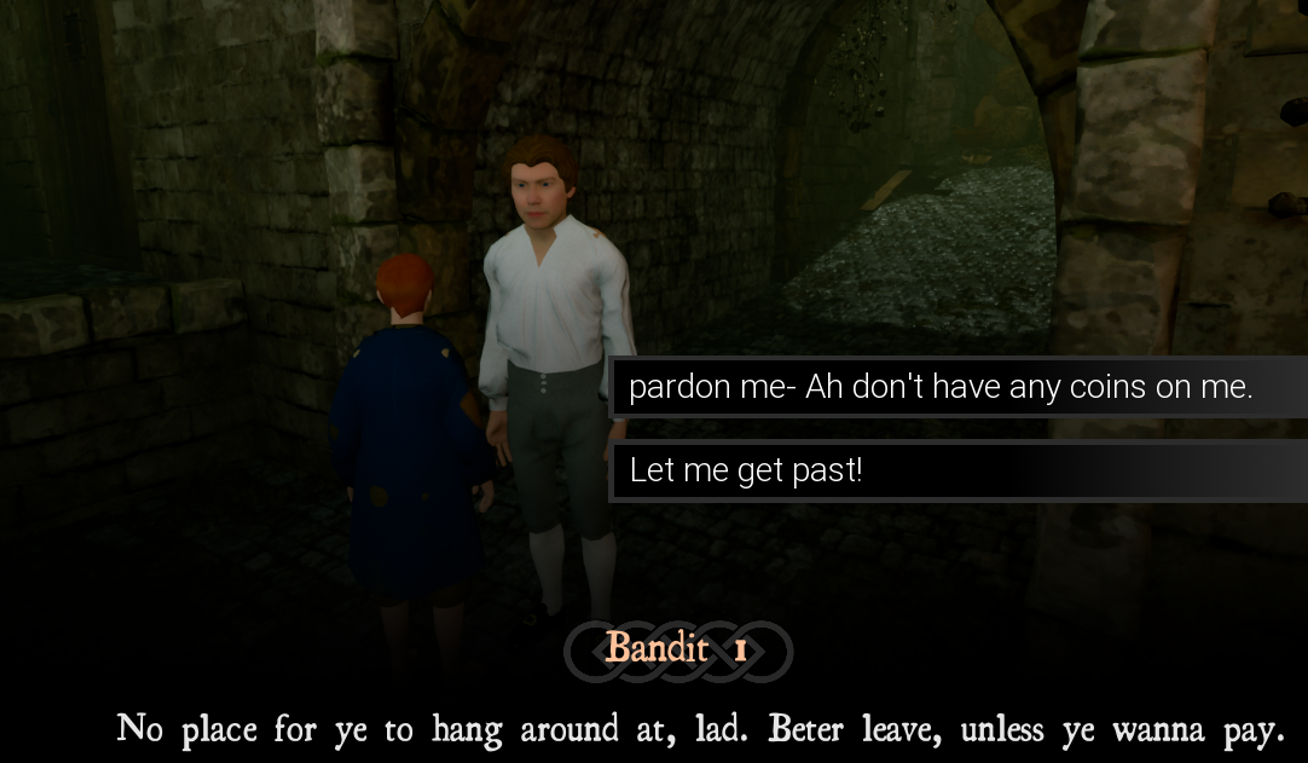 pardon me- Ah don't have any coins on me.
Let me get past!
Bandit 1
No place for ye to hang around at, lad. Beter leave, unless ye wanna pay.